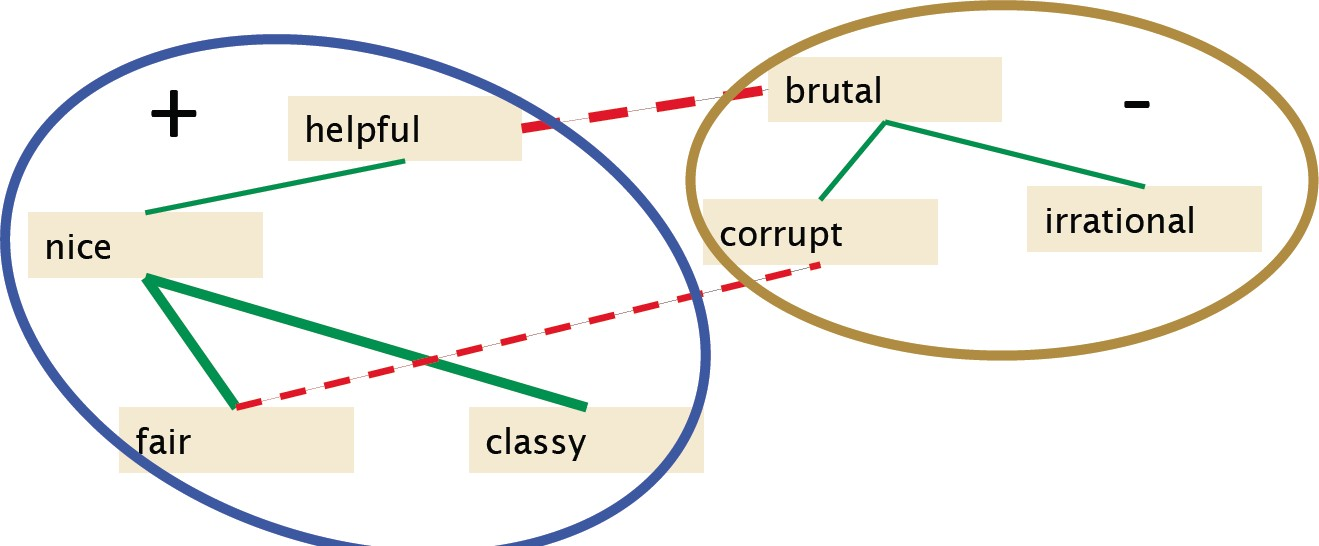 +
helpful
brutal
-
nice
corrupt
irrational
fair
classy